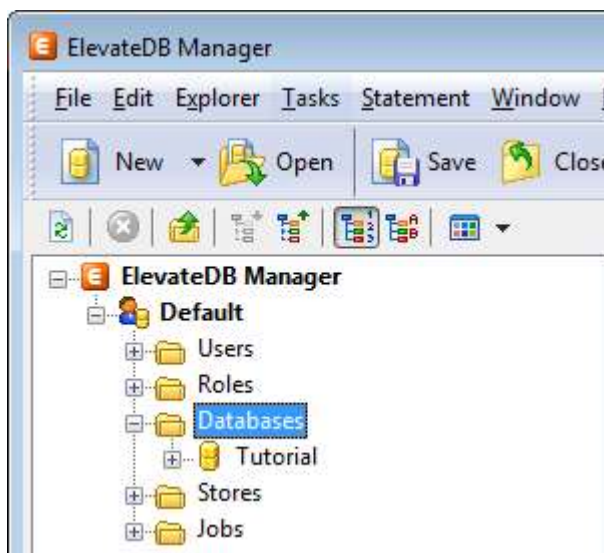 ElevateDB Manager
File Edit Explorer Tasks Statement Window
New Open Save Close
ElevateDB Manager
Default
Users
Roles
Databases
Tutorial
Stores
Jobs